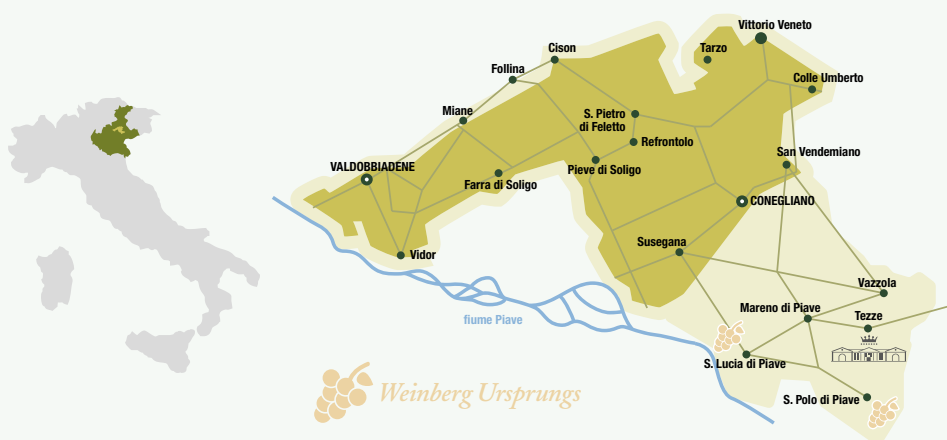 Vittorio Veneto
Cison
Tarzo
Follina
Colle Umberto
Miane
S. Pietro
di Feletto
Refrontolo
San Vendemiano
VALDOBBIADENE
Pieve di Soligo
Farra di Soligo
CONEGLIANO
Susegana
Vidor
Vazzola
Mareno di Piave
Tezze
fiume Piave
S. Lucia di Piave
Weinberg Ursprungs
S. Polo di Piave